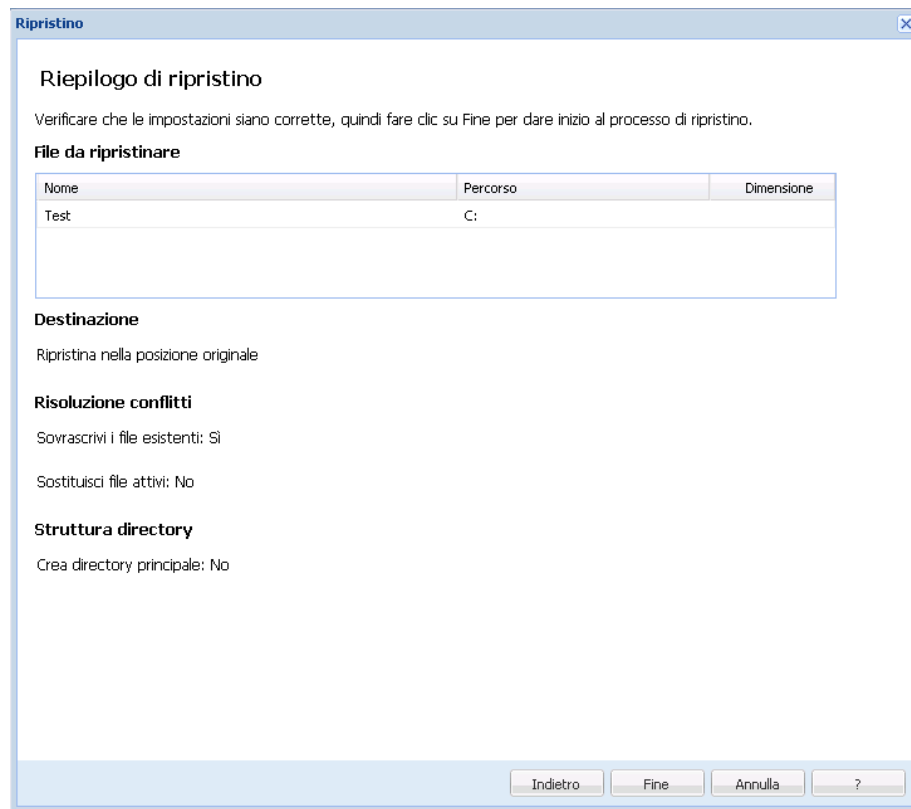 Ripristino
Riepilogo di ripristino
Verificare che le impostazioni siano corrette, quindi fare clic su Fine per dare inizio al processo di ripristino.
File da ripristinare
Nome Percorso Dimensione
Test C:
Destinazione
Ripristina nella posizione originale
Risoluzione conflitti
Sovrascrivi i file esistenti: Sì
Sostituisci file attivi: No
Struttura directory
Crea directory principale: No
Indietro Fine Annulla ?